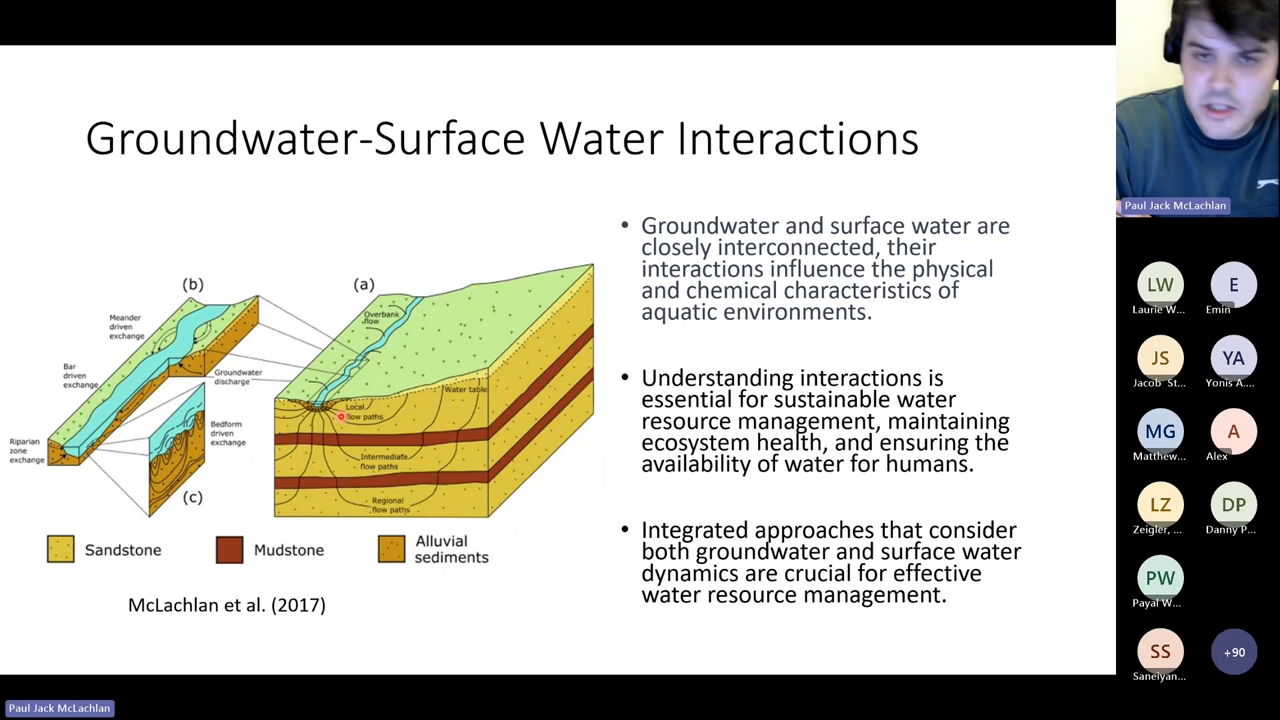 Groundwater-Surface Water Interactions
(b)
(a)
Meander
driven
exchange
Overbank
flow
Bar
driven
exchange
Groundwater
discharge
Water table
Local
flow paths
Bedform
driven
exchange
Riparian
zone
exchange
Intermediate
flow paths
(c)
Regional
flow paths
Sandstone
Mudstone
Alluvial
sediments
McLachlan et al. (2017)
• Groundwater and surface water are
closely interconnected, their
interactions influence the physical
and chemical characteristics of
aquatic environments.
• Understanding interactions is
essential for sustainable water
resource management, maintaining
ecosystem health, and ensuring the
availability of water for humans.
• Integrated approaches that consider
both groundwater and surface water
dynamics are crucial for effective
water resource management.
Paul Jack McLachlan
LW
Laurie W...
E
Emin
JS
Jacob St...
YA
Yonis A....
MG
Matthew...
A
Alex
LZ
Zeigler, ...
DP
Danny P...
PW
Payal W...
SS
Saneiyan...
+90
Paul Jack McLachlan